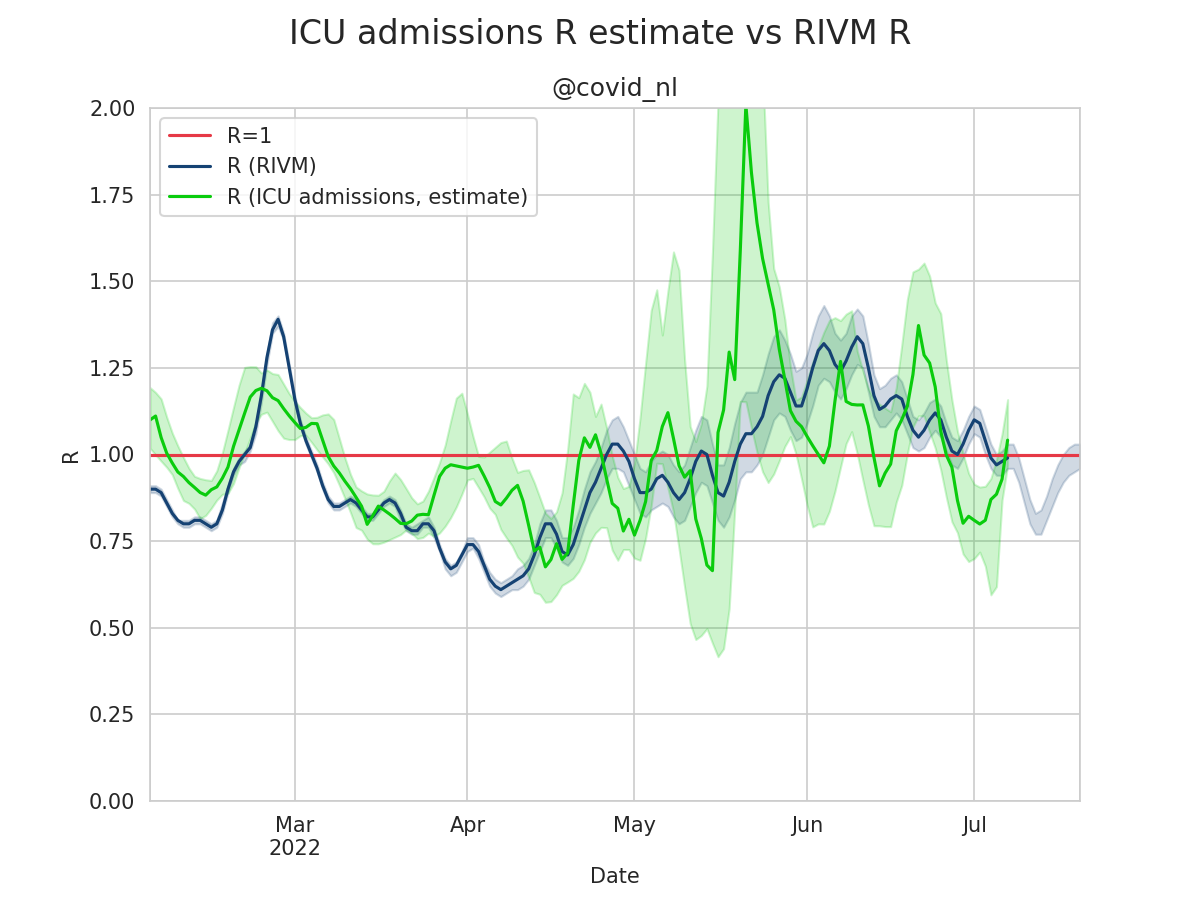 ICU admissions R estimate vs RIVM R
@covid_nl
R=1
R (RIVM)
R (ICU admissions, estimate)
2.00
1.75
1.50
1.25
1.00
0.75
0.50
0.25
0.00
R
Mar
2022
Apr
May
Jun
Jul
Date